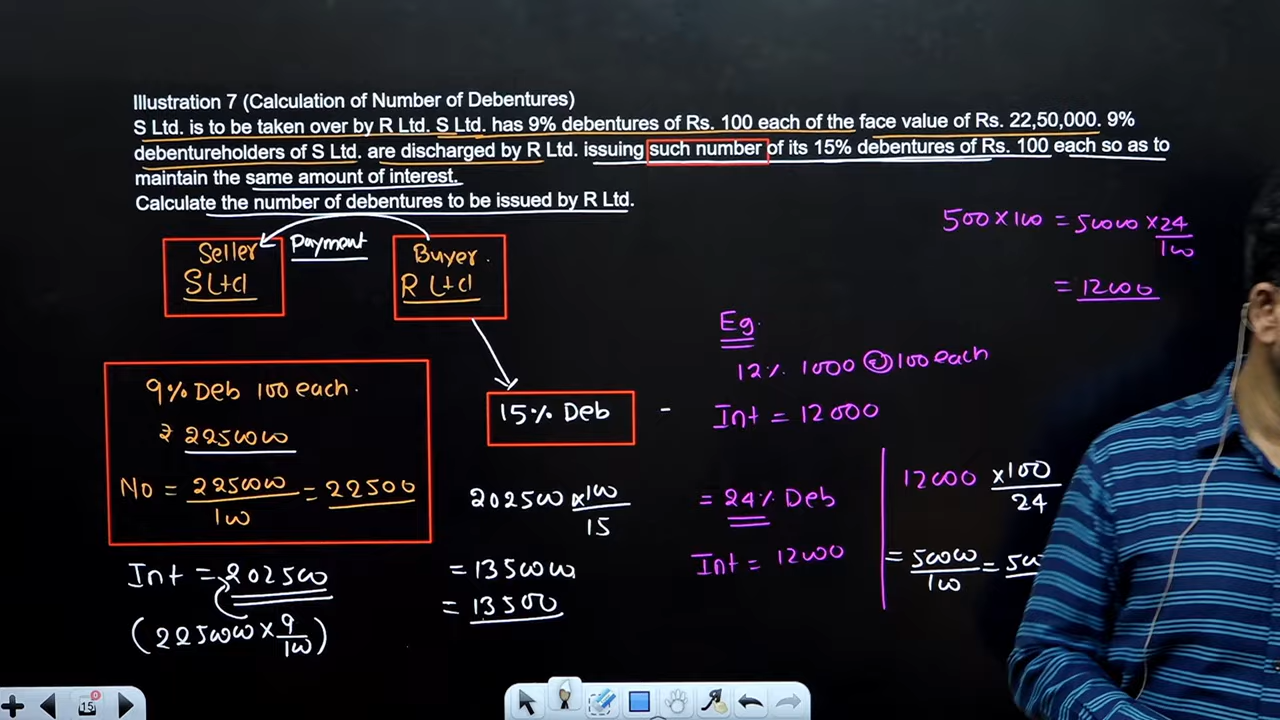 Illustration 7 (Calculation of Number of Debentures)
S Ltd. is to be taken over by R Ltd. S Ltd. has 9% debentures of Rs. 100 each of the face value of Rs. 22,50,000. 9%
debentureholders of S Ltd. are discharged by R Ltd. issuing such number of its 15% debentures of Rs. 100 each so as to
maintain the same amount of interest.
Calculate the number of debentures to be issued by R Ltd.
Seller
S Ltd
Payment
Buyer
R Ltd
9% Deb 100 each.
₹ 2250000
No = 2250000/100 = 22500
Int = 202500
(2250000 × 9/100)
15% Deb
202500 × 100/15
= 1350000
= 13500
500 × 100 = 50000 × 24/100
= 12000
Eg.
12% 1000 @ 100 each
Int = 12000
= 24% Deb
Int = 12000
12000 × 100/24
= 50000/100 =
15